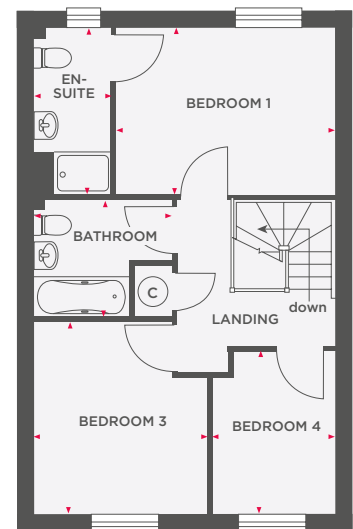 EN-
SUITE
BEDROOM 1
BATHROOM
C
down
LANDING
BEDROOM 3
BEDROOM 4